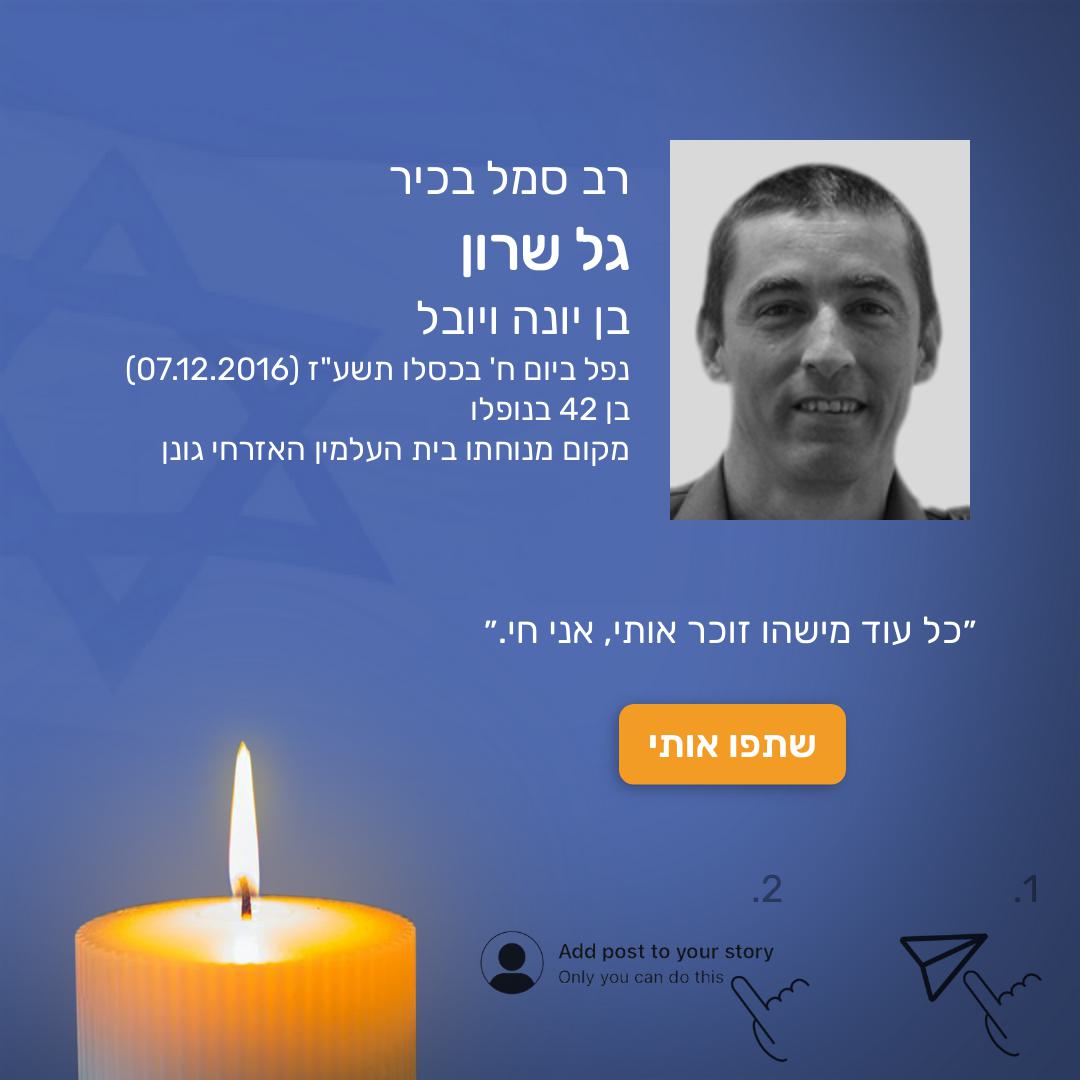 רב סמל בכיר
גל שרון
בן יונה ויובל
נפל ביום ח' בכסלו תשע"ז (07.12.2016)
בן 42 בנופלו
מקום מנוחתו בית העלמין האזרחי גונן
״כל עוד מישהו זוכר אותי, אני חי.״
שתפו אותי
1.
2.
Add post to your story
Only you can do this